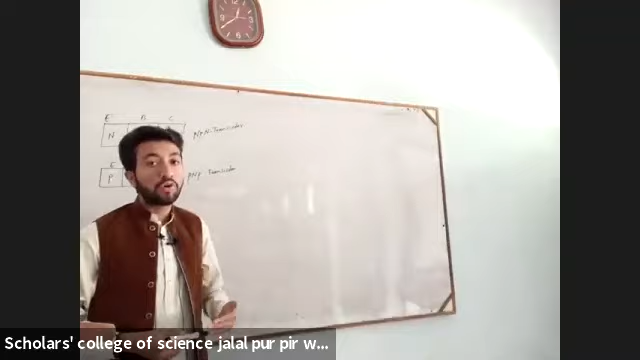 E B C
N
NPN Transistor
E
P
PNP Transistor
Scholars' college of science jalal pur pir w...